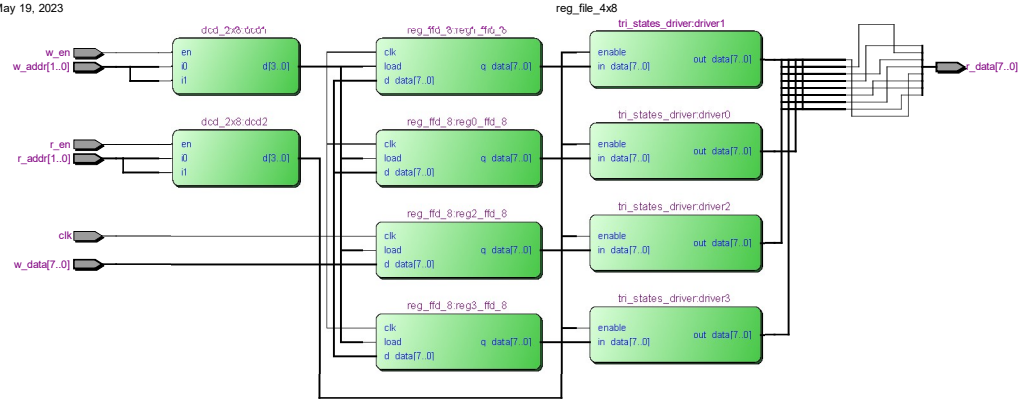 May 19, 2023
reg_file_4x8
dcd_2x8:dcd1
en
i0
i1
d[3..0]
w_en
w_addr[1..0]
dcd_2x8:dcd2
en
i0
i1
d[3..0]
r_en
r_addr[1..0]
clk
w_data[7..0]
reg_ffd_8:reg1_ffd_8
clk
load
d data[7..0]
q data[7..0]
reg_ffd_8:reg0_ffd_8
clk
load
d data[7..0]
q data[7..0]
reg_ffd_8:reg2_ffd_8
clk
load
d data[7..0]
q data[7..0]
reg_ffd_8:reg3_ffd_8
clk
load
d data[7..0]
q data[7..0]
tri_states_driver:driver1
enable
in data[7..0]
out data[7..0]
tri_states_driver:driver0
enable
in data[7..0]
out data[7..0]
tri_states_driver:driver2
enable
in data[7..0]
out data[7..0]
tri_states_driver:driver3
enable
in data[7..0]
out data[7..0]
r_data[7..0]